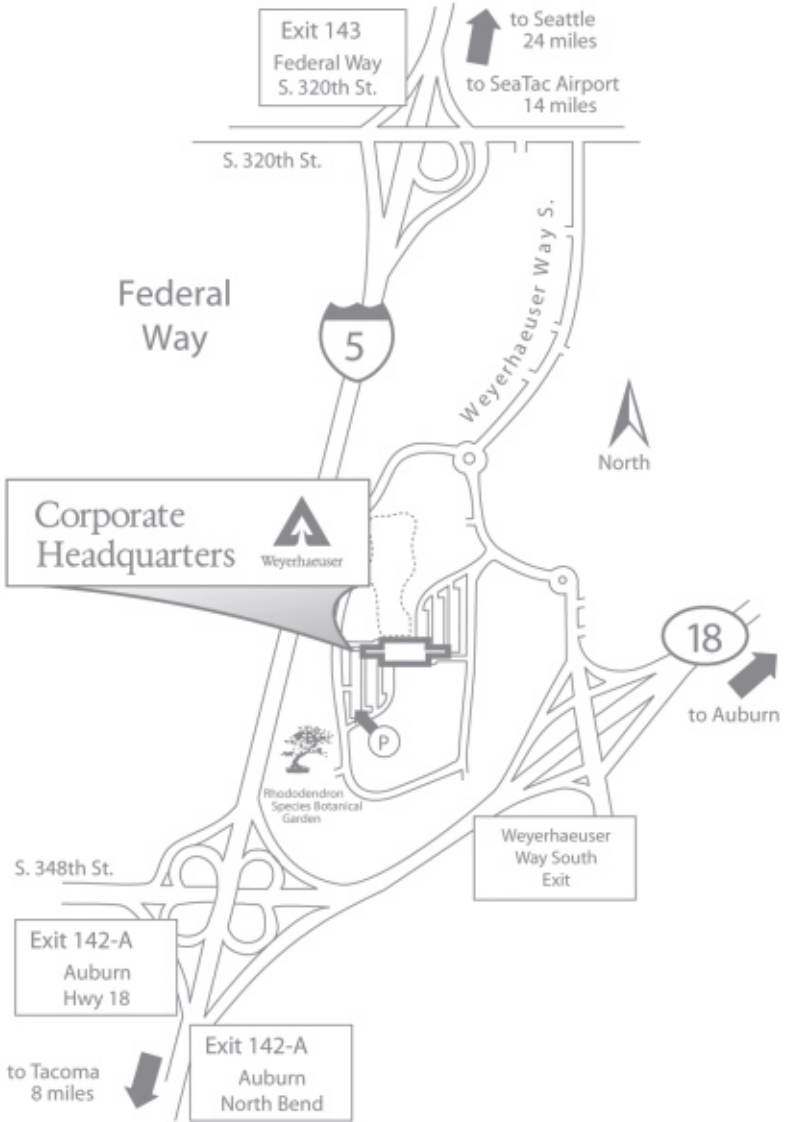 Exit 143
Federal Way
S. 320th St.
to Seattle
24 miles
to SeaTac Airport
14 miles
S. 320th St.
Weyerhaeuser Way S.
Federal
Way
5
North
Corporate
Headquarters
Weyerhaeuser
18
to Auburn
P
Rhododendron
Species Botanical
Garden
Weyerhaeuser
Way South
Exit
S. 348th St.
Exit 142-A
Auburn
Hwy 18
Exit 142-A
Auburn
North Bend
to Tacoma
8 miles